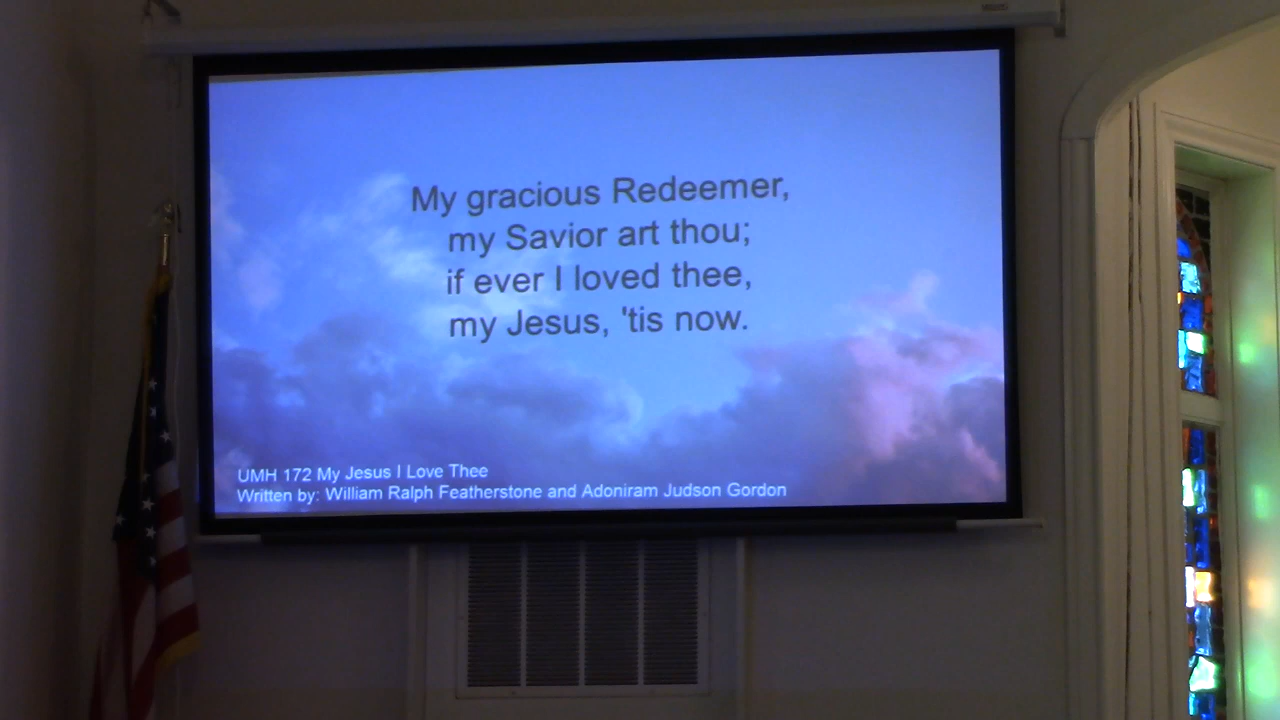 My gracious Redeemer,
my Savior art thou;
if ever I loved thee,
my Jesus, 'tis now.
UMH 172 My Jesus I Love Thee
Written by: William Ralph Featherstone and Adoniram Judson Gordon